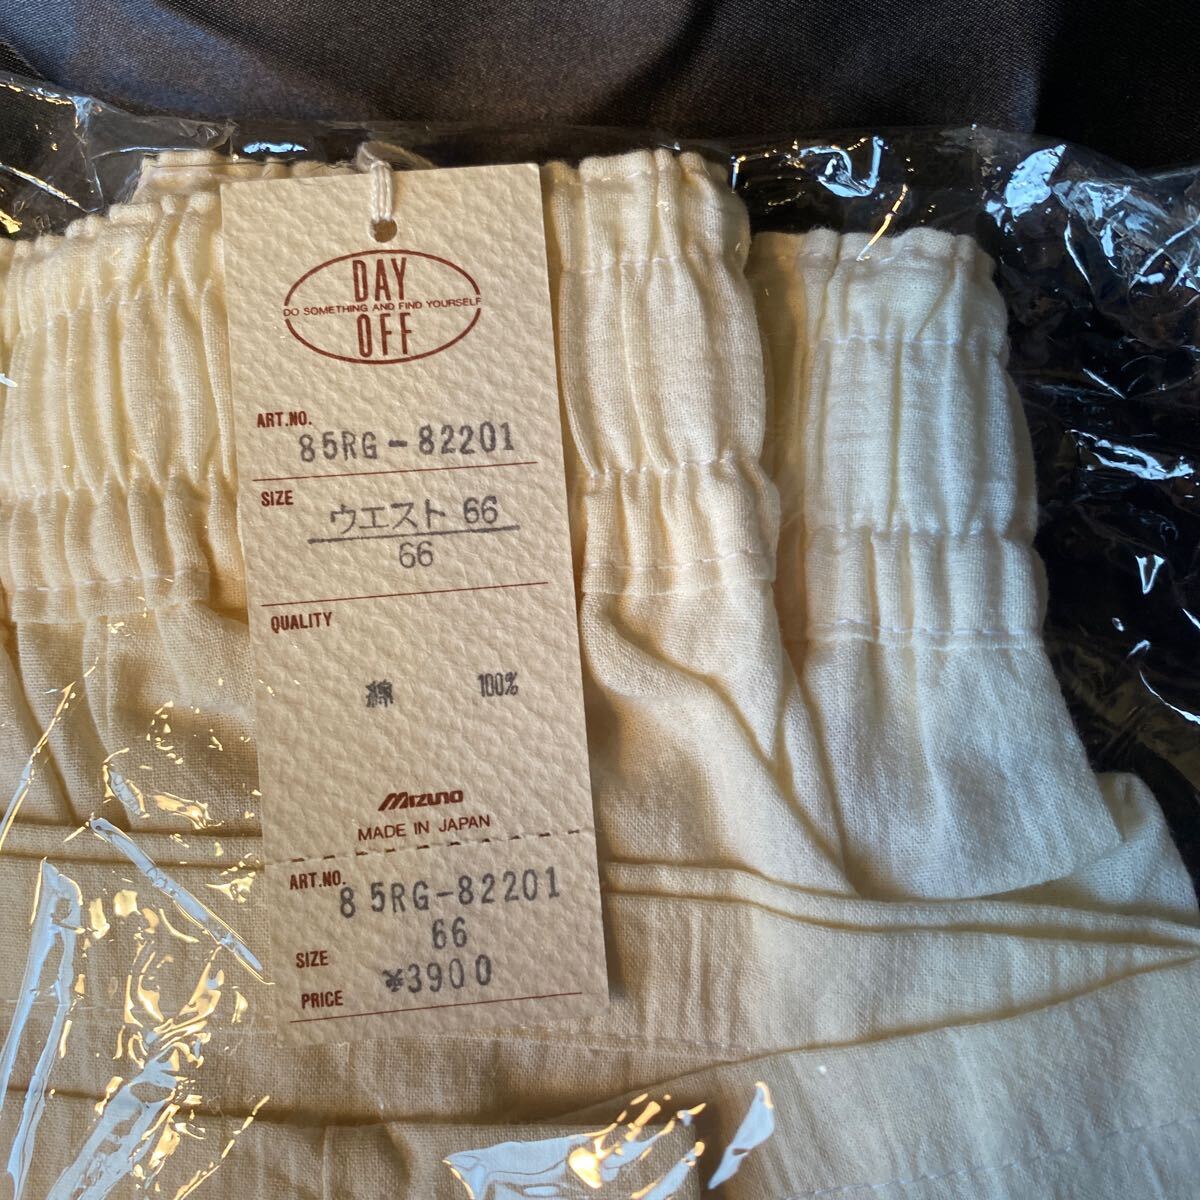 DAY
DO SOMETHING AND FIND YOURSELF
OFF
ART.NO.
85RG-82201
SIZE
ウエスト 66
66
QUALITY
綿 100%
Mizuno
MADE IN JAPAN
ART.NO.
85RG-82201
66
SIZE
¥3900
PRICE